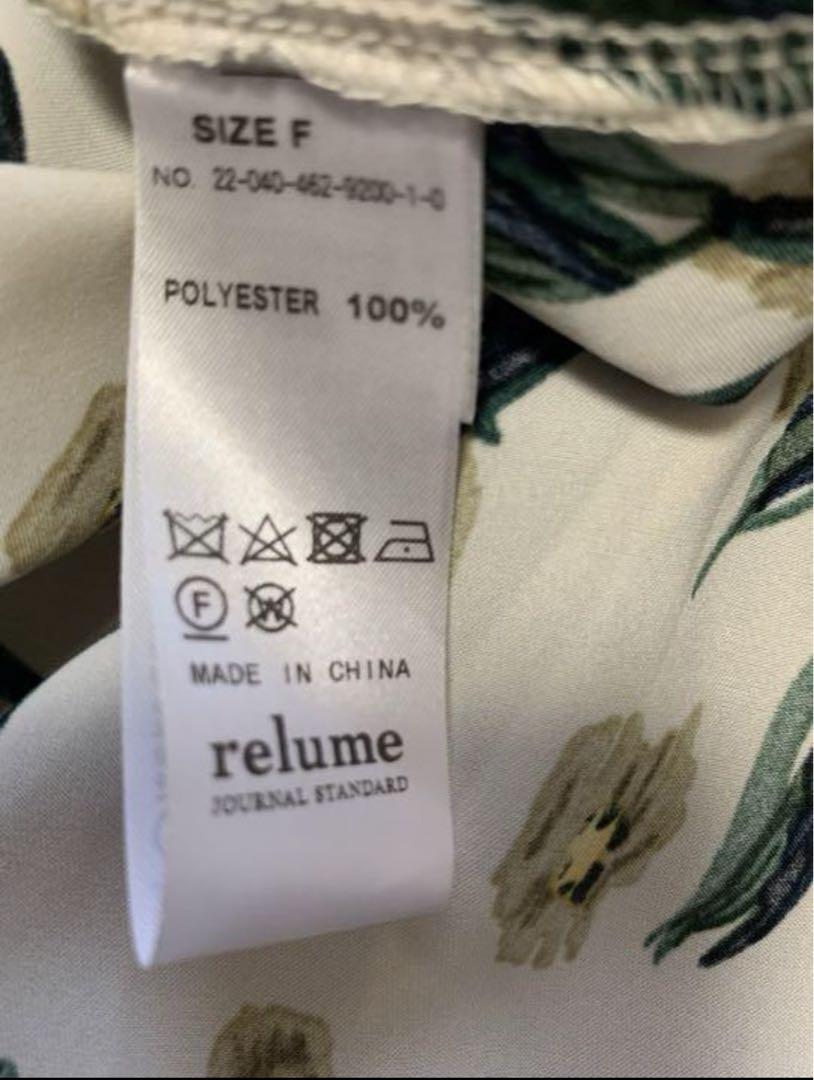 SIZE F
NO. 22-040-462-9200-1-0
POLYESTER 100%
F W
MADE IN CHINA
relume
JOURNAL STANDARD